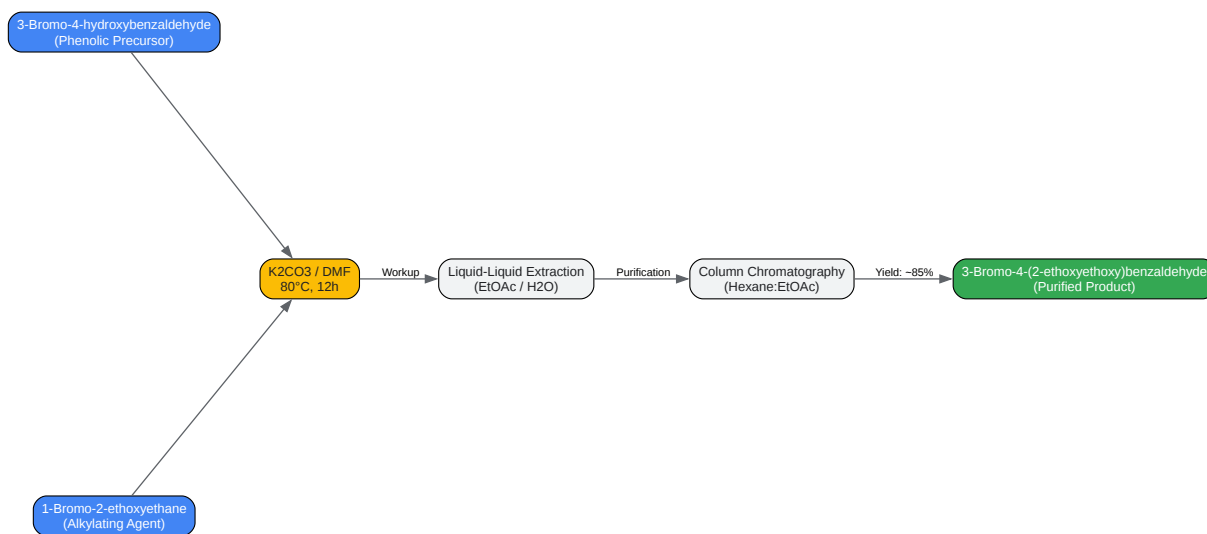 3-Bromo-4-hydroxybenzaldehyde
(Phenolic Precursor)
K2CO3 / DMF
80°C, 12h
Workup
Liquid-Liquid Extraction
(EtOAc / H2O)
Purification
Column Chromatography
(Hexane:EtOAc)
Yield: ~85%
3-Bromo-4-(2-ethoxyethoxy)benzaldehyde
(Purified Product)
1-Bromo-2-ethoxyethane
(Alkylating Agent)